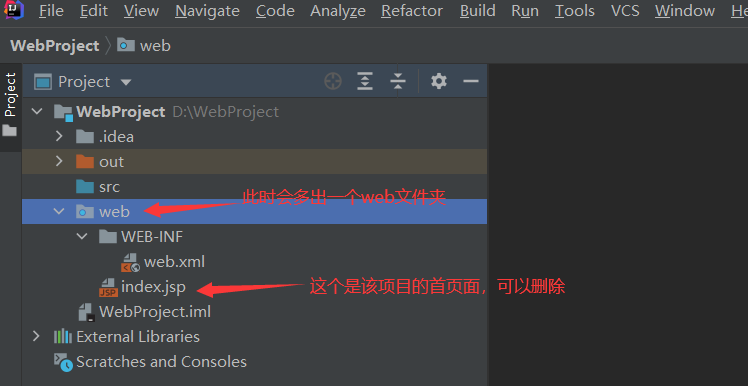 File Edit View Navigate Code Analyze Refactor Build Run Tools VCS Window He
WebProject web
Project
Project
WebProject D:\WebProject
.idea
out
src
web
此时会多出一个web文件夹
WEB-INF
web.xml
index.jsp
这个是该项目的首页面，可以删除
WebProject.iml
External Libraries
Scratches and Consoles